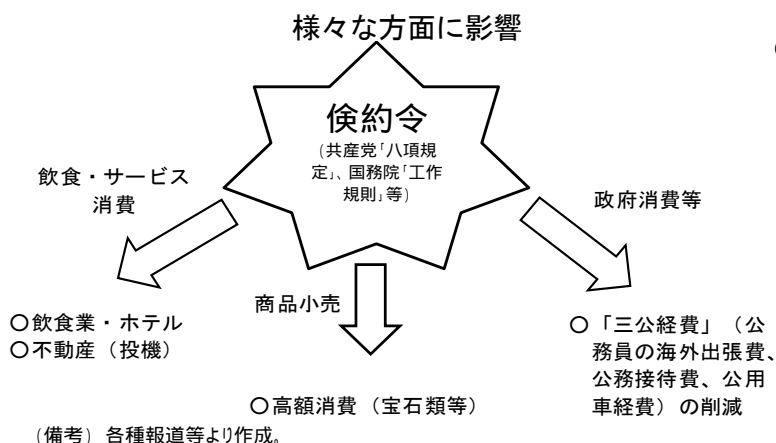 様々な方面に影響
倹約令
(共産党｢八項規
定｣、国務院｢工作
規則｣等)
飲食・サービス
消費
政府消費等
商品小売
○飲食業・ホテル
○不動産（投機）
○「三公経費」（公
務員の海外出張費、
公務接待費、公用
車経費）の削減
○高額消費（宝石類等）
(備考) 各種報道等より作成。